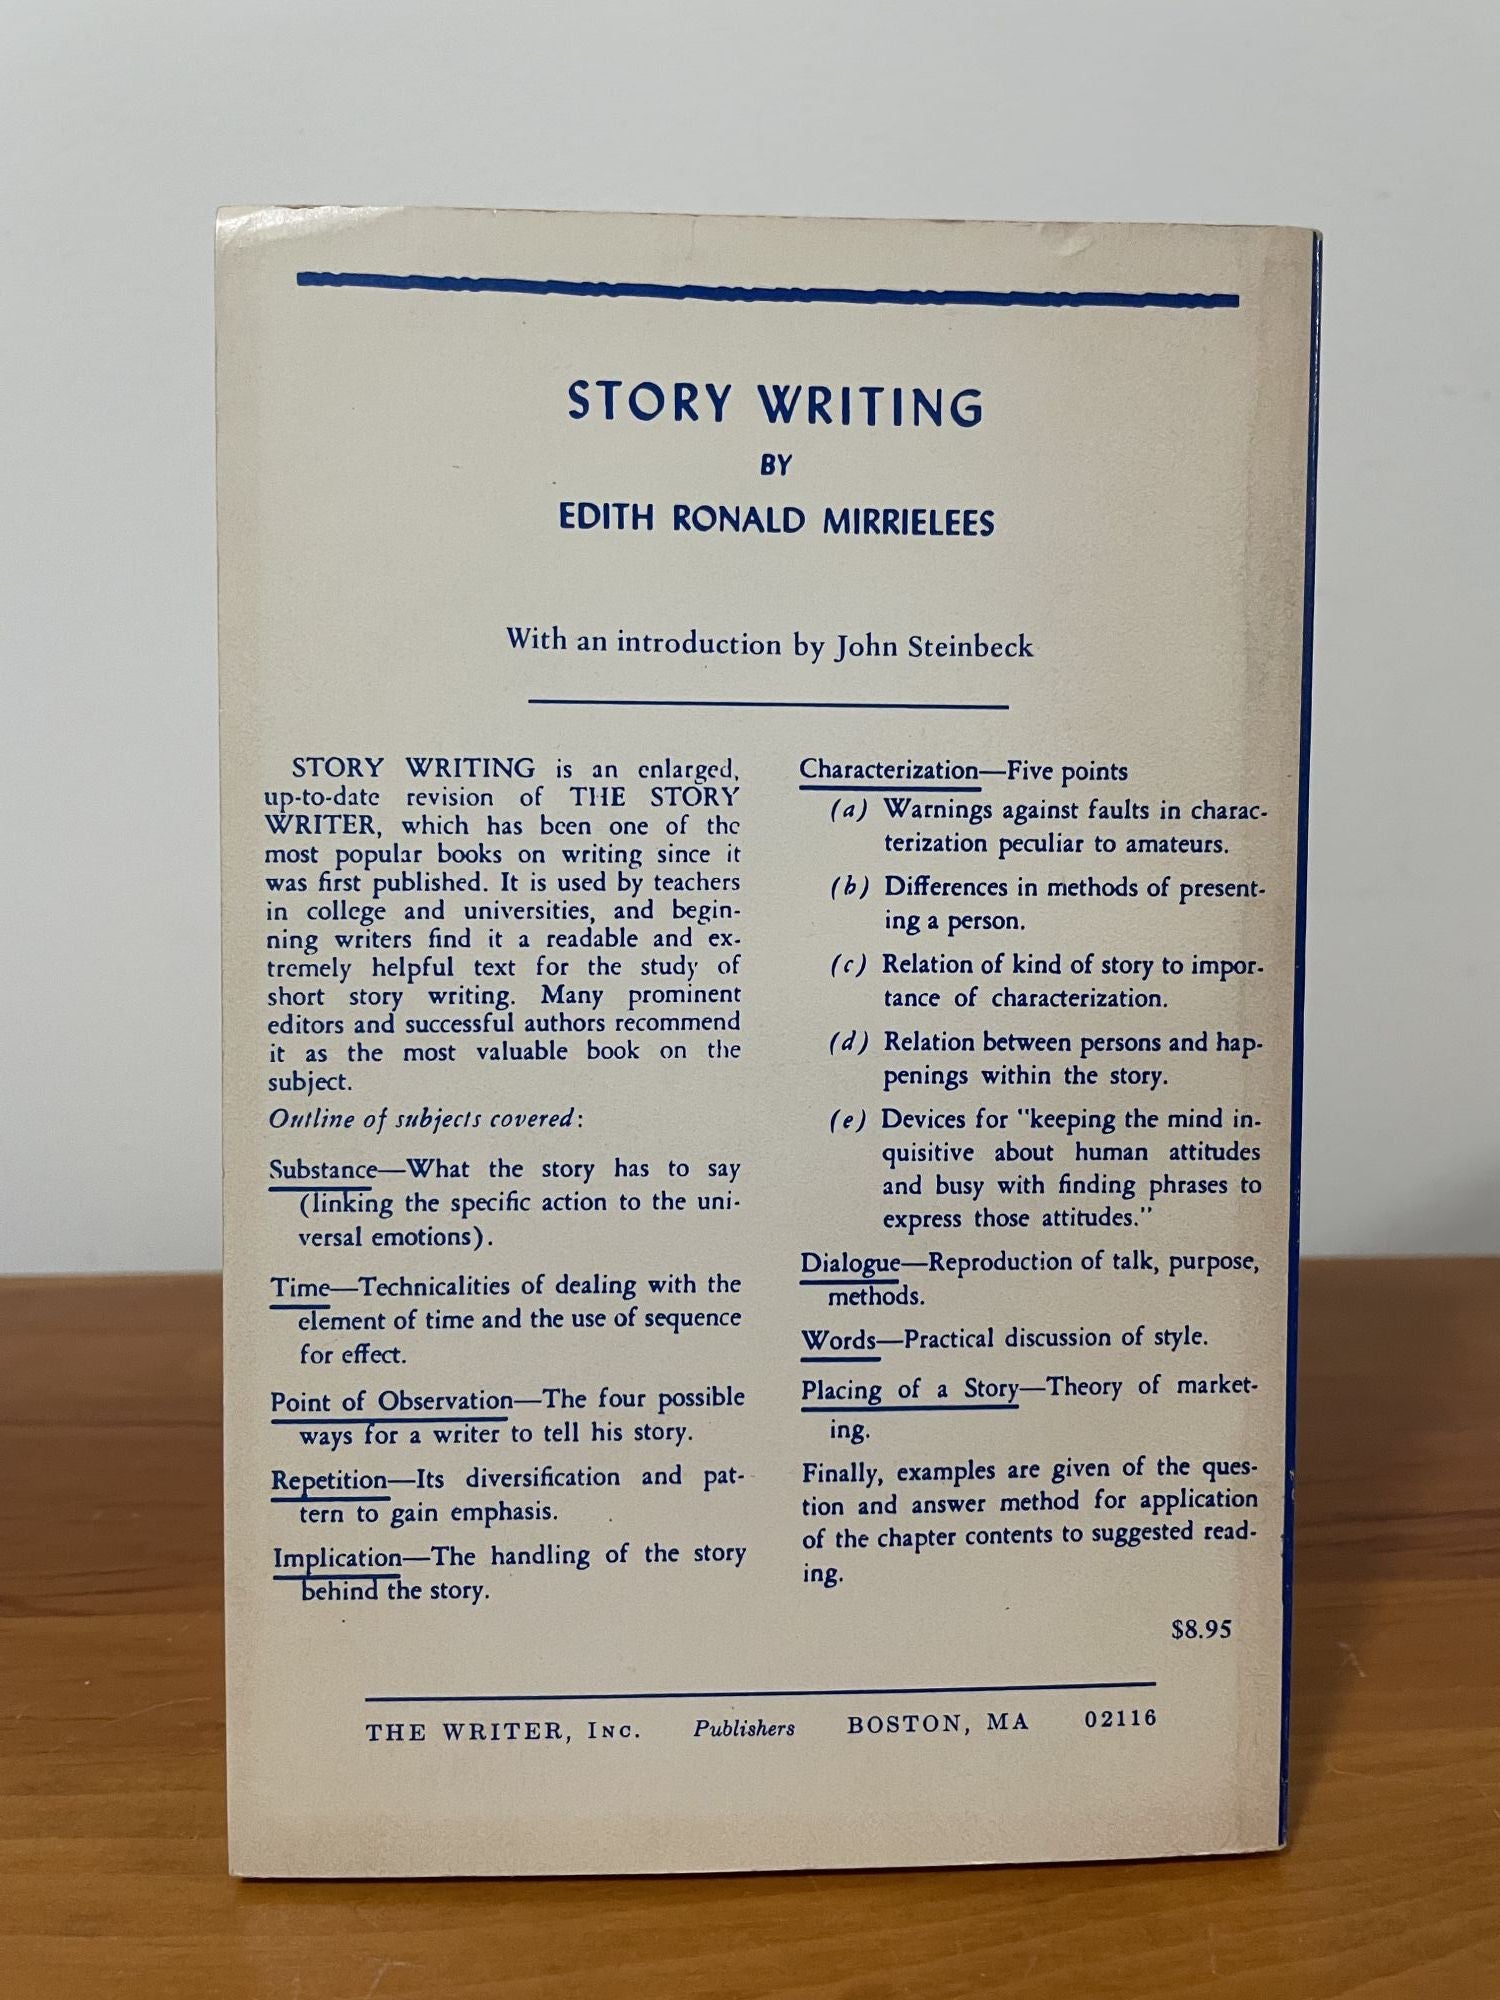 STORY WRITING
BY
EDITH RONALD MIRRIELEES
With an introduction by John Steinbeck
STORY WRITING is an enlarged,
up-to-date revision of THE STORY
WRITER, which has been one of the
most popular books on writing since it
was first published. It is used by teachers
in college and universities, and begin-
ning writers find it a readable and ex-
tremely helpful text for the study of
short story writing. Many prominent
editors and successful authors recommend
it as the most valuable book on the
subject.
Outline of subjects covered:
Substance—What the story has to say
(linking the specific action to the uni-
versal emotions).
Time—Technicalities of dealing with the
element of time and the use of sequence
for effect.
Point of Observation—The four possible
ways for a writer to tell his story.
Repetition—Its diversification and pat-
tern to gain emphasis.
Implication—The handling of the story
behind the story.
Characterization—Five points
(a) Warnings against faults in charac-
terization peculiar to amateurs.
(b) Differences in methods of present-
ing a person.
(c) Relation of kind of story to impor-
tance of characterization.
(d) Relation between persons and hap-
penings within the story.
(e) Devices for "keeping the mind in-
quisitive about human attitudes
and busy with finding phrases to
express those attitudes."
Dialogue—Reproduction of talk, purpose,
methods.
Words—Practical discussion of style.
Placing of a Story—Theory of market-
ing.
Finally, examples are given of the ques-
tion and answer method for application
of the chapter contents to suggested read-
ing.
$8.95
THE WRITER, INC. Publishers BOSTON, MA 02116